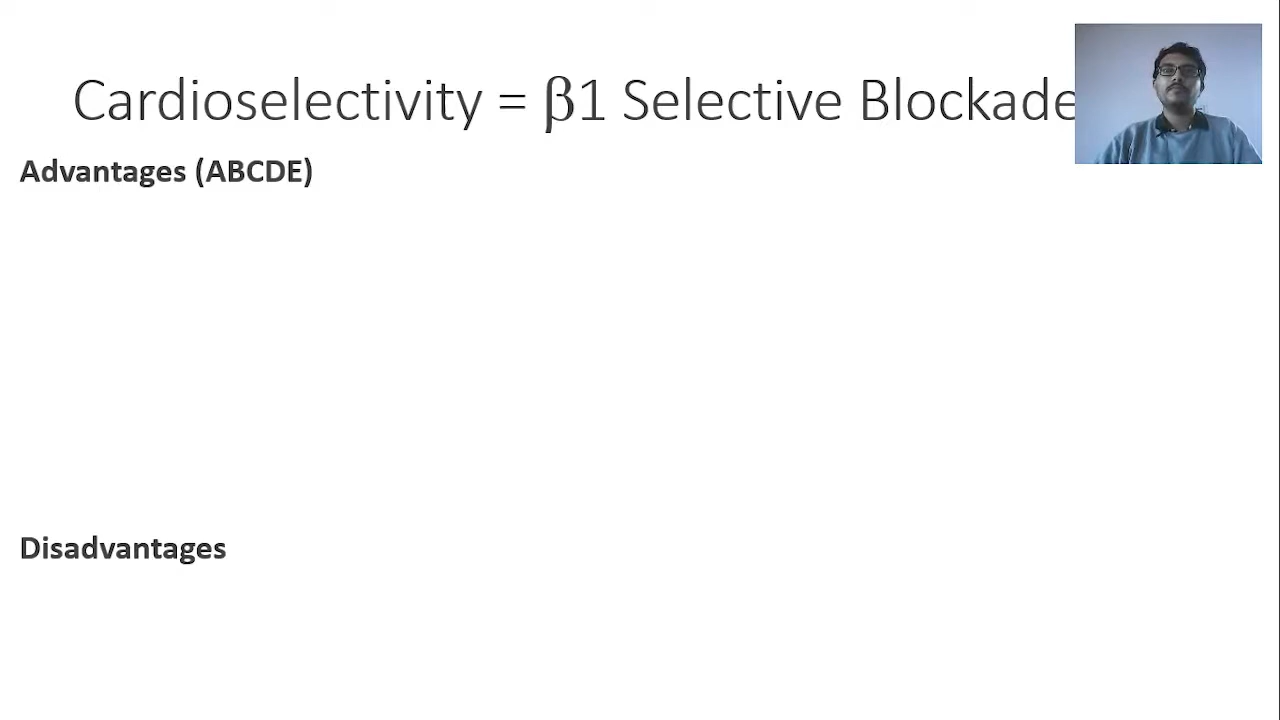 Cardioselectivity = β1 Selective Blockade
Advantages (ABCDE)
Disadvantages